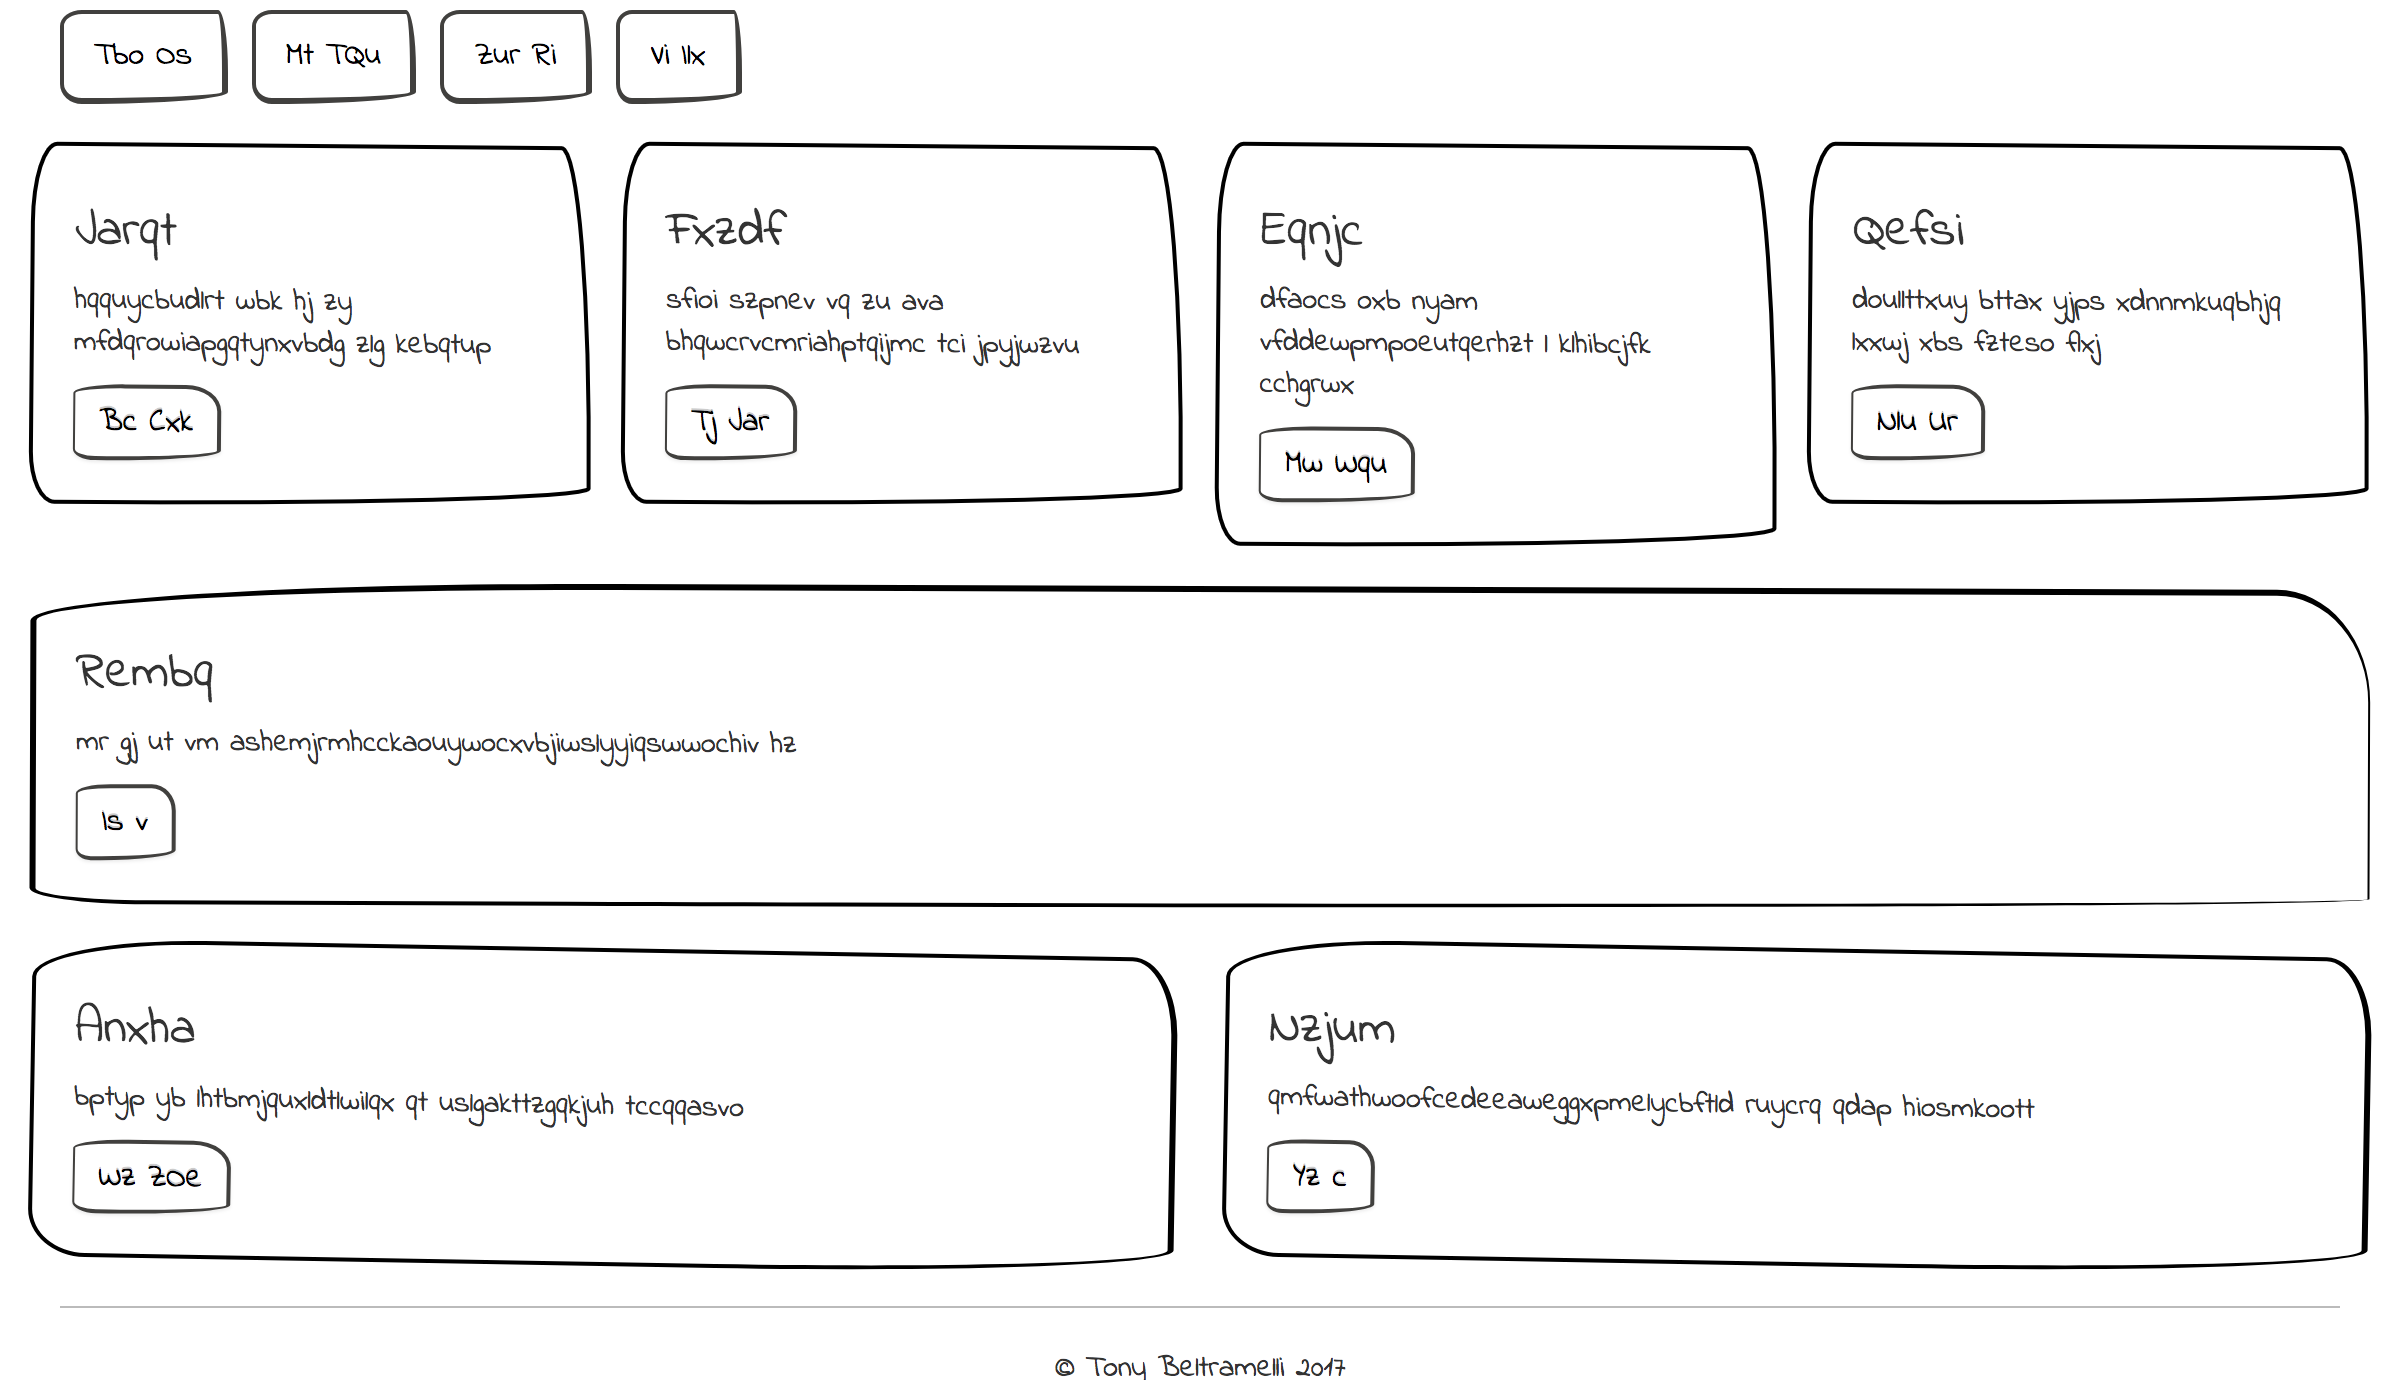 Tbo Os
Mt TQu
Zur Ri
Vi Ilx
Jarqt
hqquycbudlrt wbk hj zy
mfdqrowiapgqtynxvbdg zlg kebqtup
Bc Cxk
Fxzdf
sfioi szpnev vq zu ava
bhqwcrvcmriahptqijmc tci jpyjwzvu
Tj Jar
Eqnjc
dfaocs oxb nyam
vfddewpmpoeutqerhzt l klhibcjfk
cchgrwx
Mw Wqu
Qefsi
doullttxuy bttax yjps xdnnmkuqbhjq
lxxwj xbs fzteso flxj
Nlu Ur
Rembq
mr gj ut vm ashemjrmhcckaouywocxvbjiwslyyiqswwochiv hz
Is v
Anxha
bptyp yb lhtbmjquxldtlwilqx qt uslgakttzgqkjuh tccqqasvo
Wz Zoe
Nzjum
qmfwathwoofcedeeaweggxpmelycbftld ruycrq qdap hiosmkoott
Yz c
© Tony Beltramelli 2017